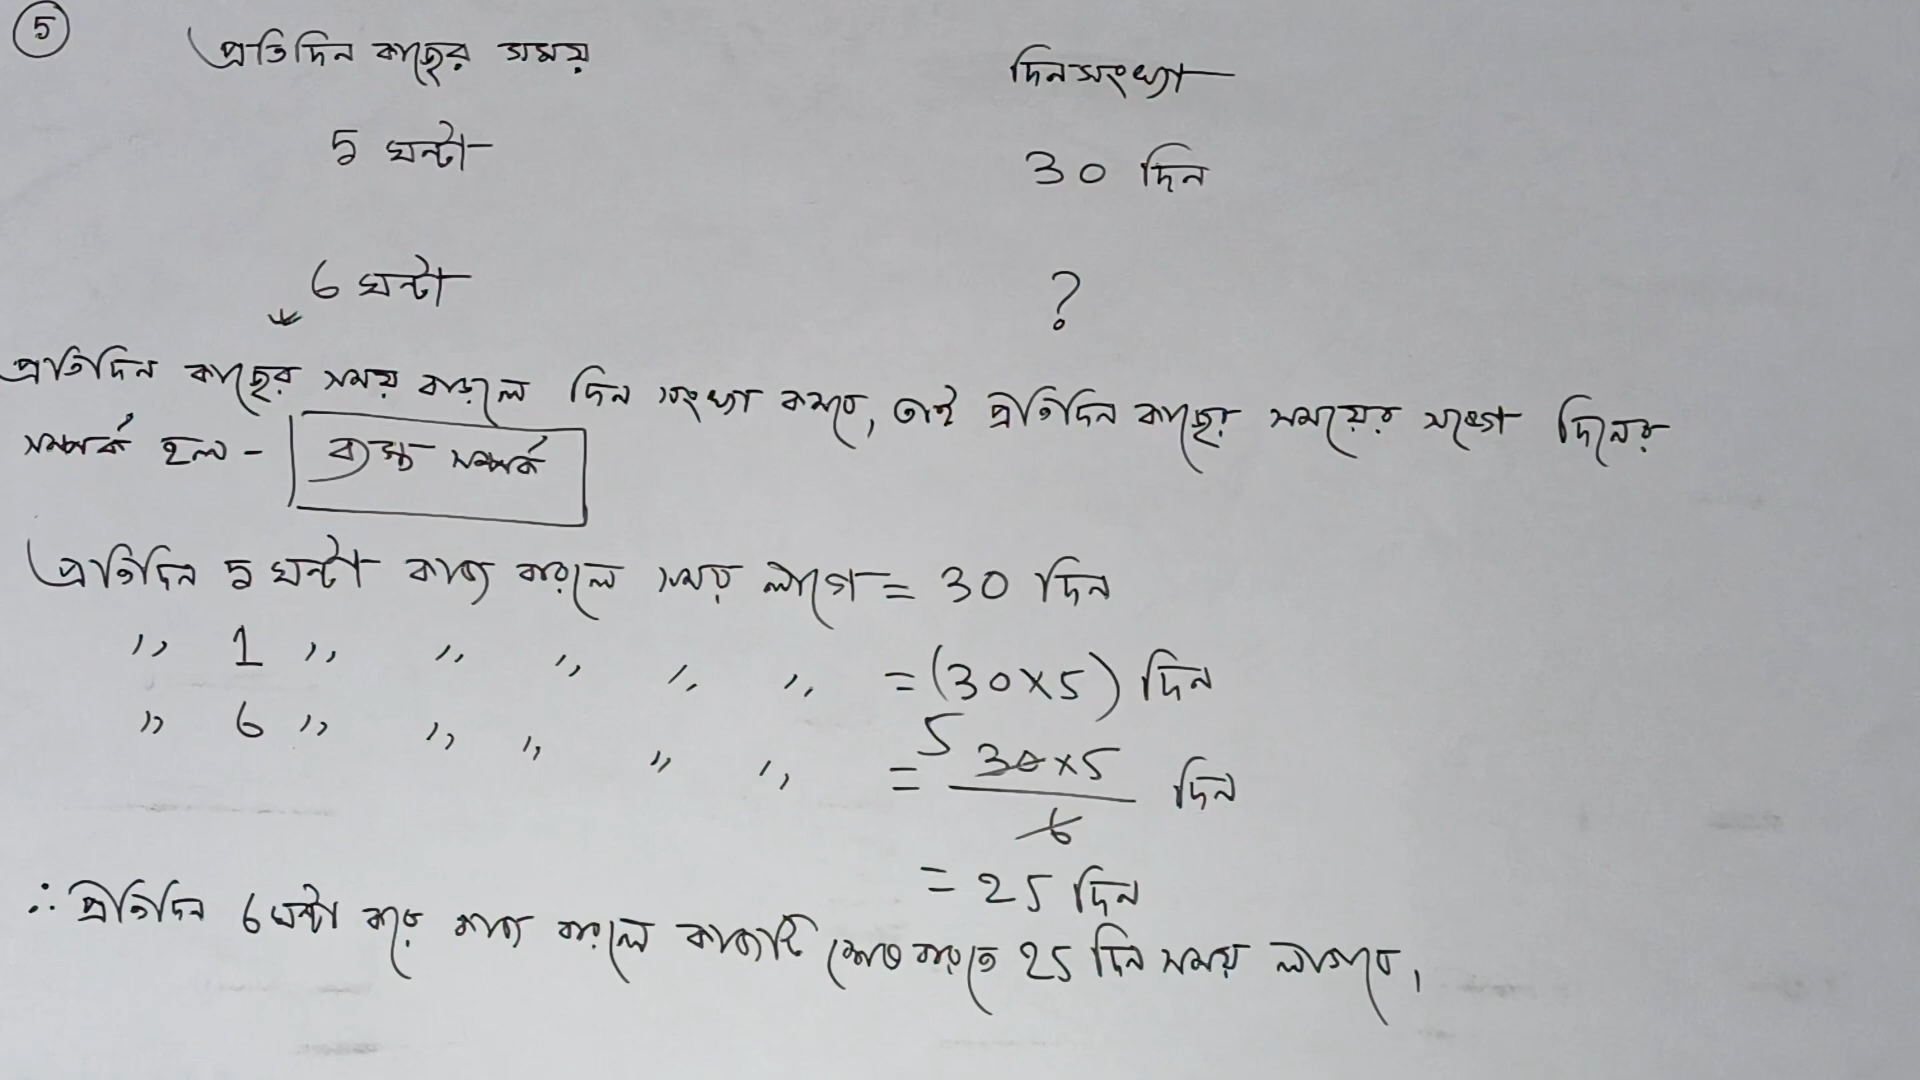 5
প্রতিদিন কাজের সময় দিনসংখ্যা
5 ঘন্টা 30 দিন
6 ঘন্টা ?
প্রতিদিন কাজের সময় বাড়লে দিন সংখ্যা কমবে, তাই প্রতিদিন কাজের সময়ের সঙ্গে দিনের
সম্পর্ক হল - ব্যস্ত সম্পর্ক
প্রতিদিন 5 ঘন্টা কাজ করলে সময় লাগে = 30 দিন
,, 1 ,, ,, ,, ,, ,, = (30×5) দিন
,, 6 ,, ,, ,, ,, ,, = 5 30×5 / 6 দিন
= 25 দিন
∴ প্রতিদিন 6 ঘন্টা করে কাজ করলে কাজটি শেষ করতে 25 দিন সময় লাগবে,